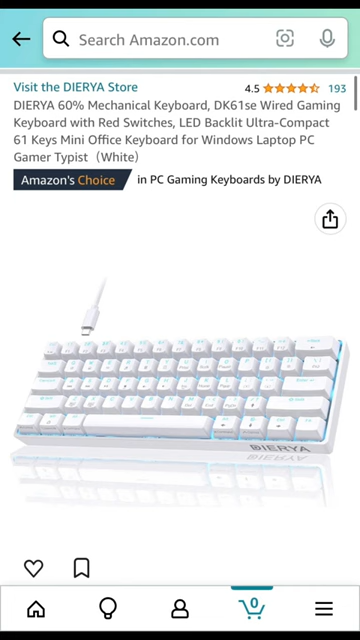 Search Amazon.com
Visit the DIERYA Store
4.5
193
DIERYA 60% Mechanical Keyboard, DK61se Wired Gaming
Keyboard with Red Switches, LED Backlit Ultra-Compact
61 Keys Mini Office Keyboard for Windows Laptop PC
Gamer Typist（White）
Amazon's Choice in PC Gaming Keyboards by DIERYA
DIERYA
0